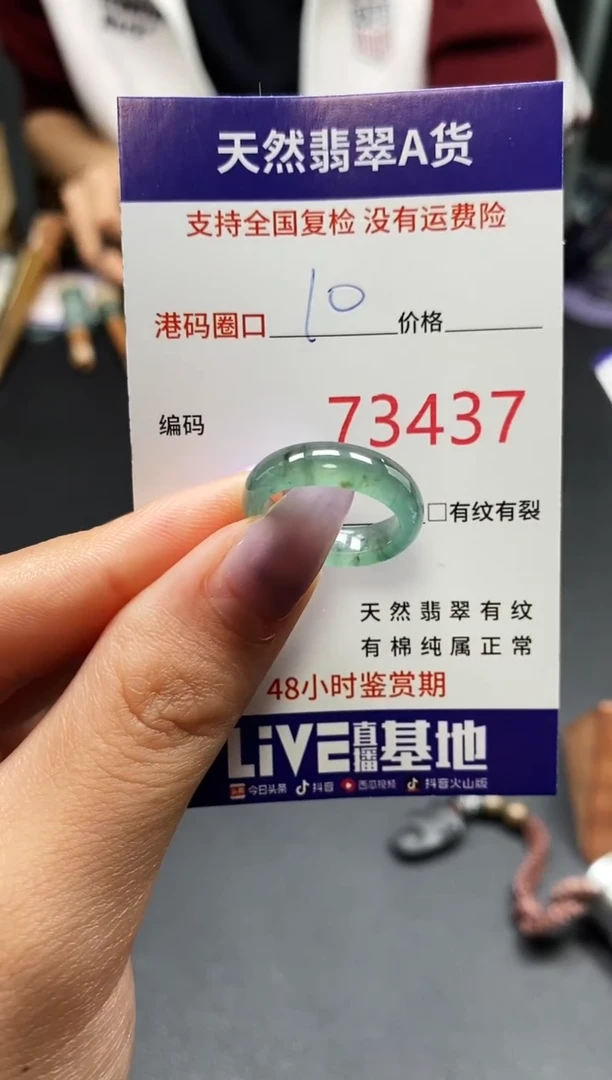 天然翡翠A货
支持全国复检 没有运费险
港码圈口 10 价格
编码 73437
□有纹有裂
天然翡翠有纹
有棉纯属正常
48小时鉴赏期
LiVE直播基地
头条 今日头条 抖音 西瓜视频 抖音火山版